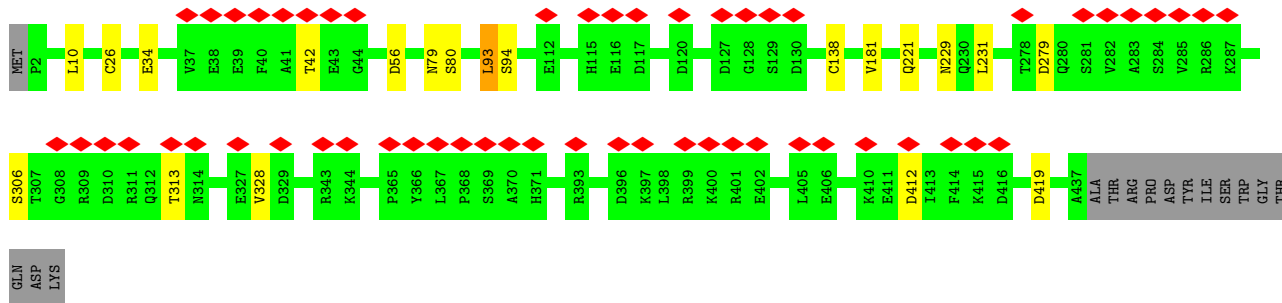 MET P2 L10 C26 E34 V37 E38 E39 F40 A41 T42 E43 G44 D56 N79 S80 L93 S94 E112 H115 E116 D117 D120 D127 G128 S129 D130 C138 V181 Q221 N229 Q230 L231 T278 D279 Q280 S281 V282 A283 S284 V285 R286 K287
S306 T307 G308 R309 D310 R311 Q312 T313 N314 E327 V328 D329 R343 K344 P365 Y366 L367 P368 S369 A370 H371 R393 D396 K397 L398 R399 K400 R401 E402 L405 E406 K410 E411 D412 I413 F414 K415 D416 D419 A437 ALA THR ARG PRO ASP TYR ILE SER TRP GLY THR
GLN ASP LYS